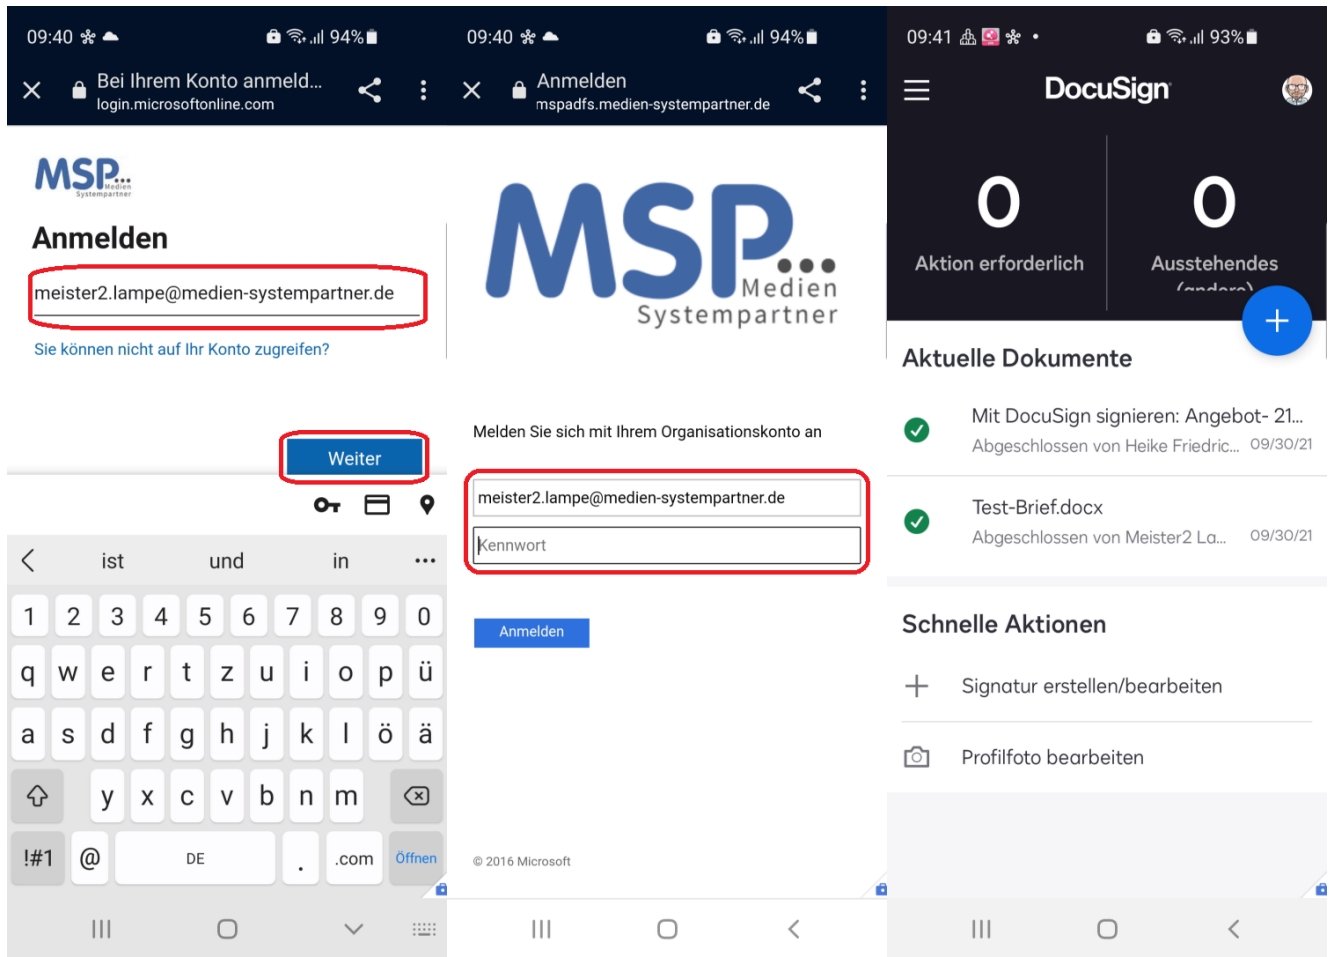 09:40
94%
Bei Ihrem Konto anmeld...
login.microsoftonline.com
MSP...
Medien
Systempartner
Anmelden
meister2.lampe@medien-systempartner.de
Sie können nicht auf Ihr Konto zugreifen?
Weiter
ist und in
1 2 3 4 5 6 7 8 9 0
q w e r t z u i o p ü
a s d f g h j k l ö ä
y x c v b n m
!#1 @ DE . .com Öffnen
09:40
94%
Anmelden
mspadfs.medien-systempartner.de
MSP...
Medien
Systempartner
Melden Sie sich mit Ihrem Organisationskonto an
meister2.lampe@medien-systempartner.de
Kennwort
Anmelden
© 2016 Microsoft
09:41
93%
DocuSign
0
Aktion erforderlich
0
Ausstehendes
(andere)
Aktuelle Dokumente
Mit DocuSign signieren: Angebot- 21...
Abgeschlossen von Heike Friedric... 09/30/21
Test-Brief.docx
Abgeschlossen von Meister2 La... 09/30/21
Schnelle Aktionen
Signatur erstellen/bearbeiten
Profilfoto bearbeiten